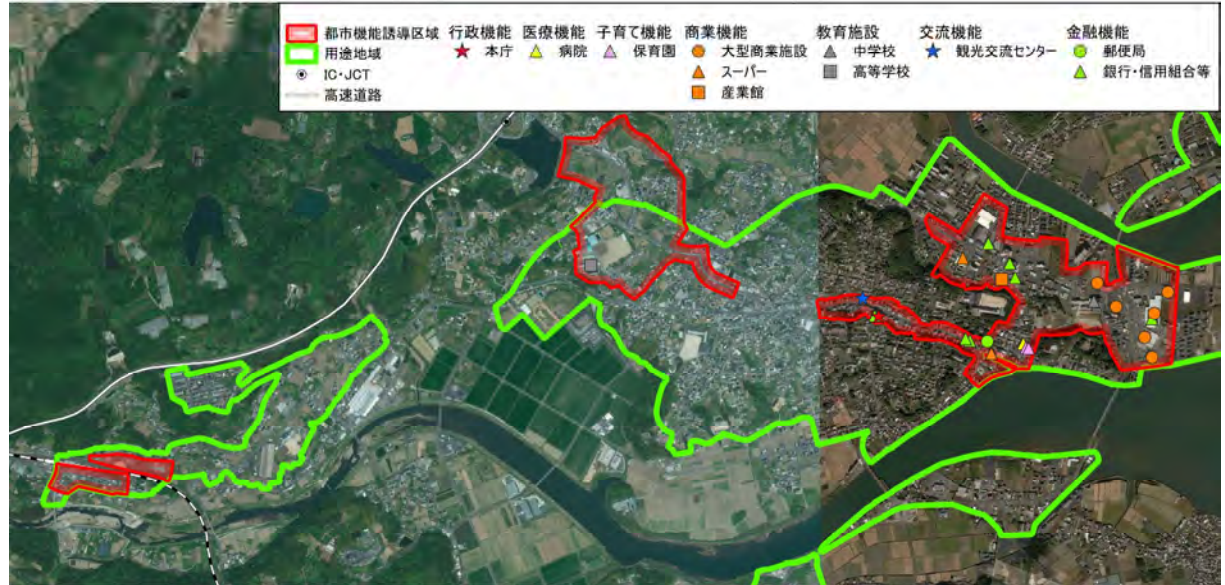 都市機能誘導区域 行政機能 医療機能 子育て機能 商業機能 教育施設 交流機能 金融機能
用途地域 本庁 病院 保育園 大型商業施設 中学校 観光交流センター 郵便局
IC・JCT スーパー 高等学校 銀行・信用組合等
高速道路 産業館